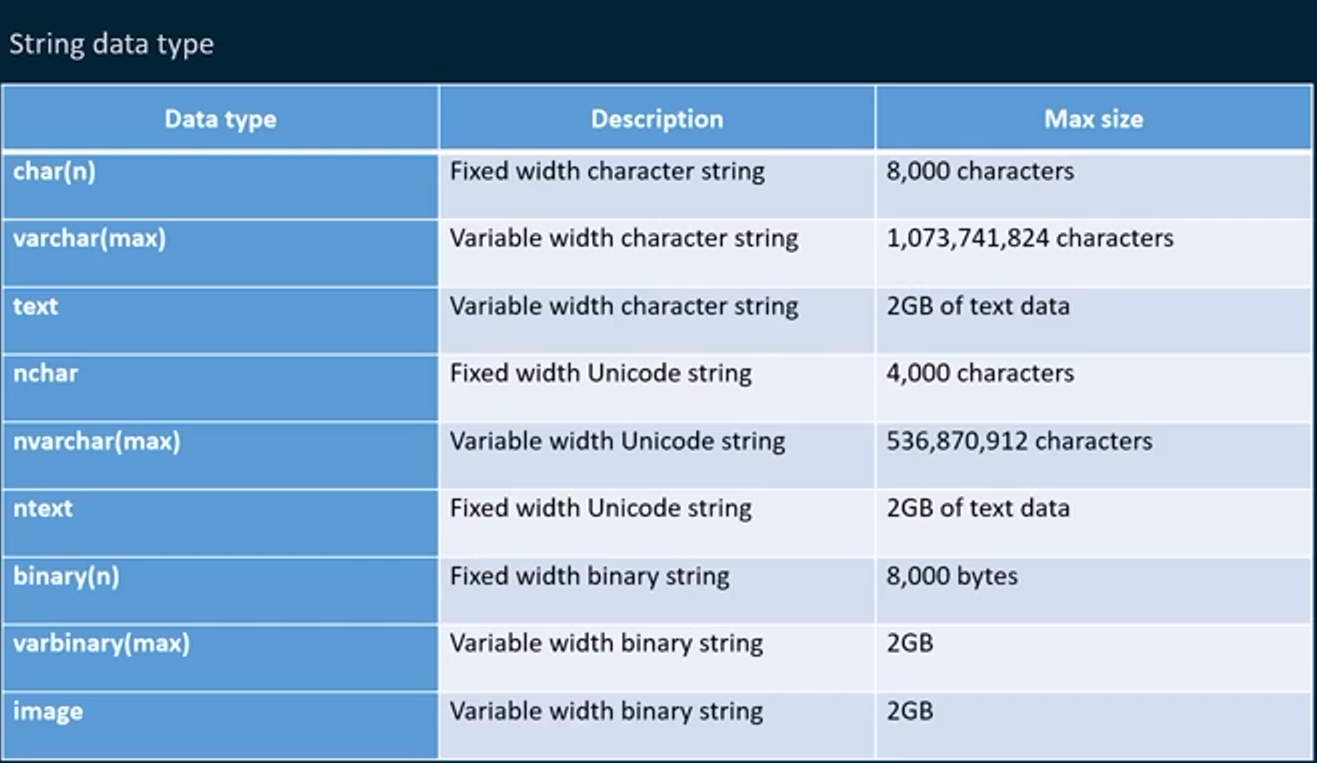 String data type
Data type Description Max size
char(n) Fixed width character string 8,000 characters
varchar(max) Variable width character string 1,073,741,824 characters
text Variable width character string 2GB of text data
nchar Fixed width Unicode string 4,000 characters
nvarchar(max) Variable width Unicode string 536,870,912 characters
ntext Fixed width Unicode string 2GB of text data
binary(n) Fixed width binary string 8,000 bytes
varbinary(max) Variable width binary string 2GB
image Variable width binary string 2GB